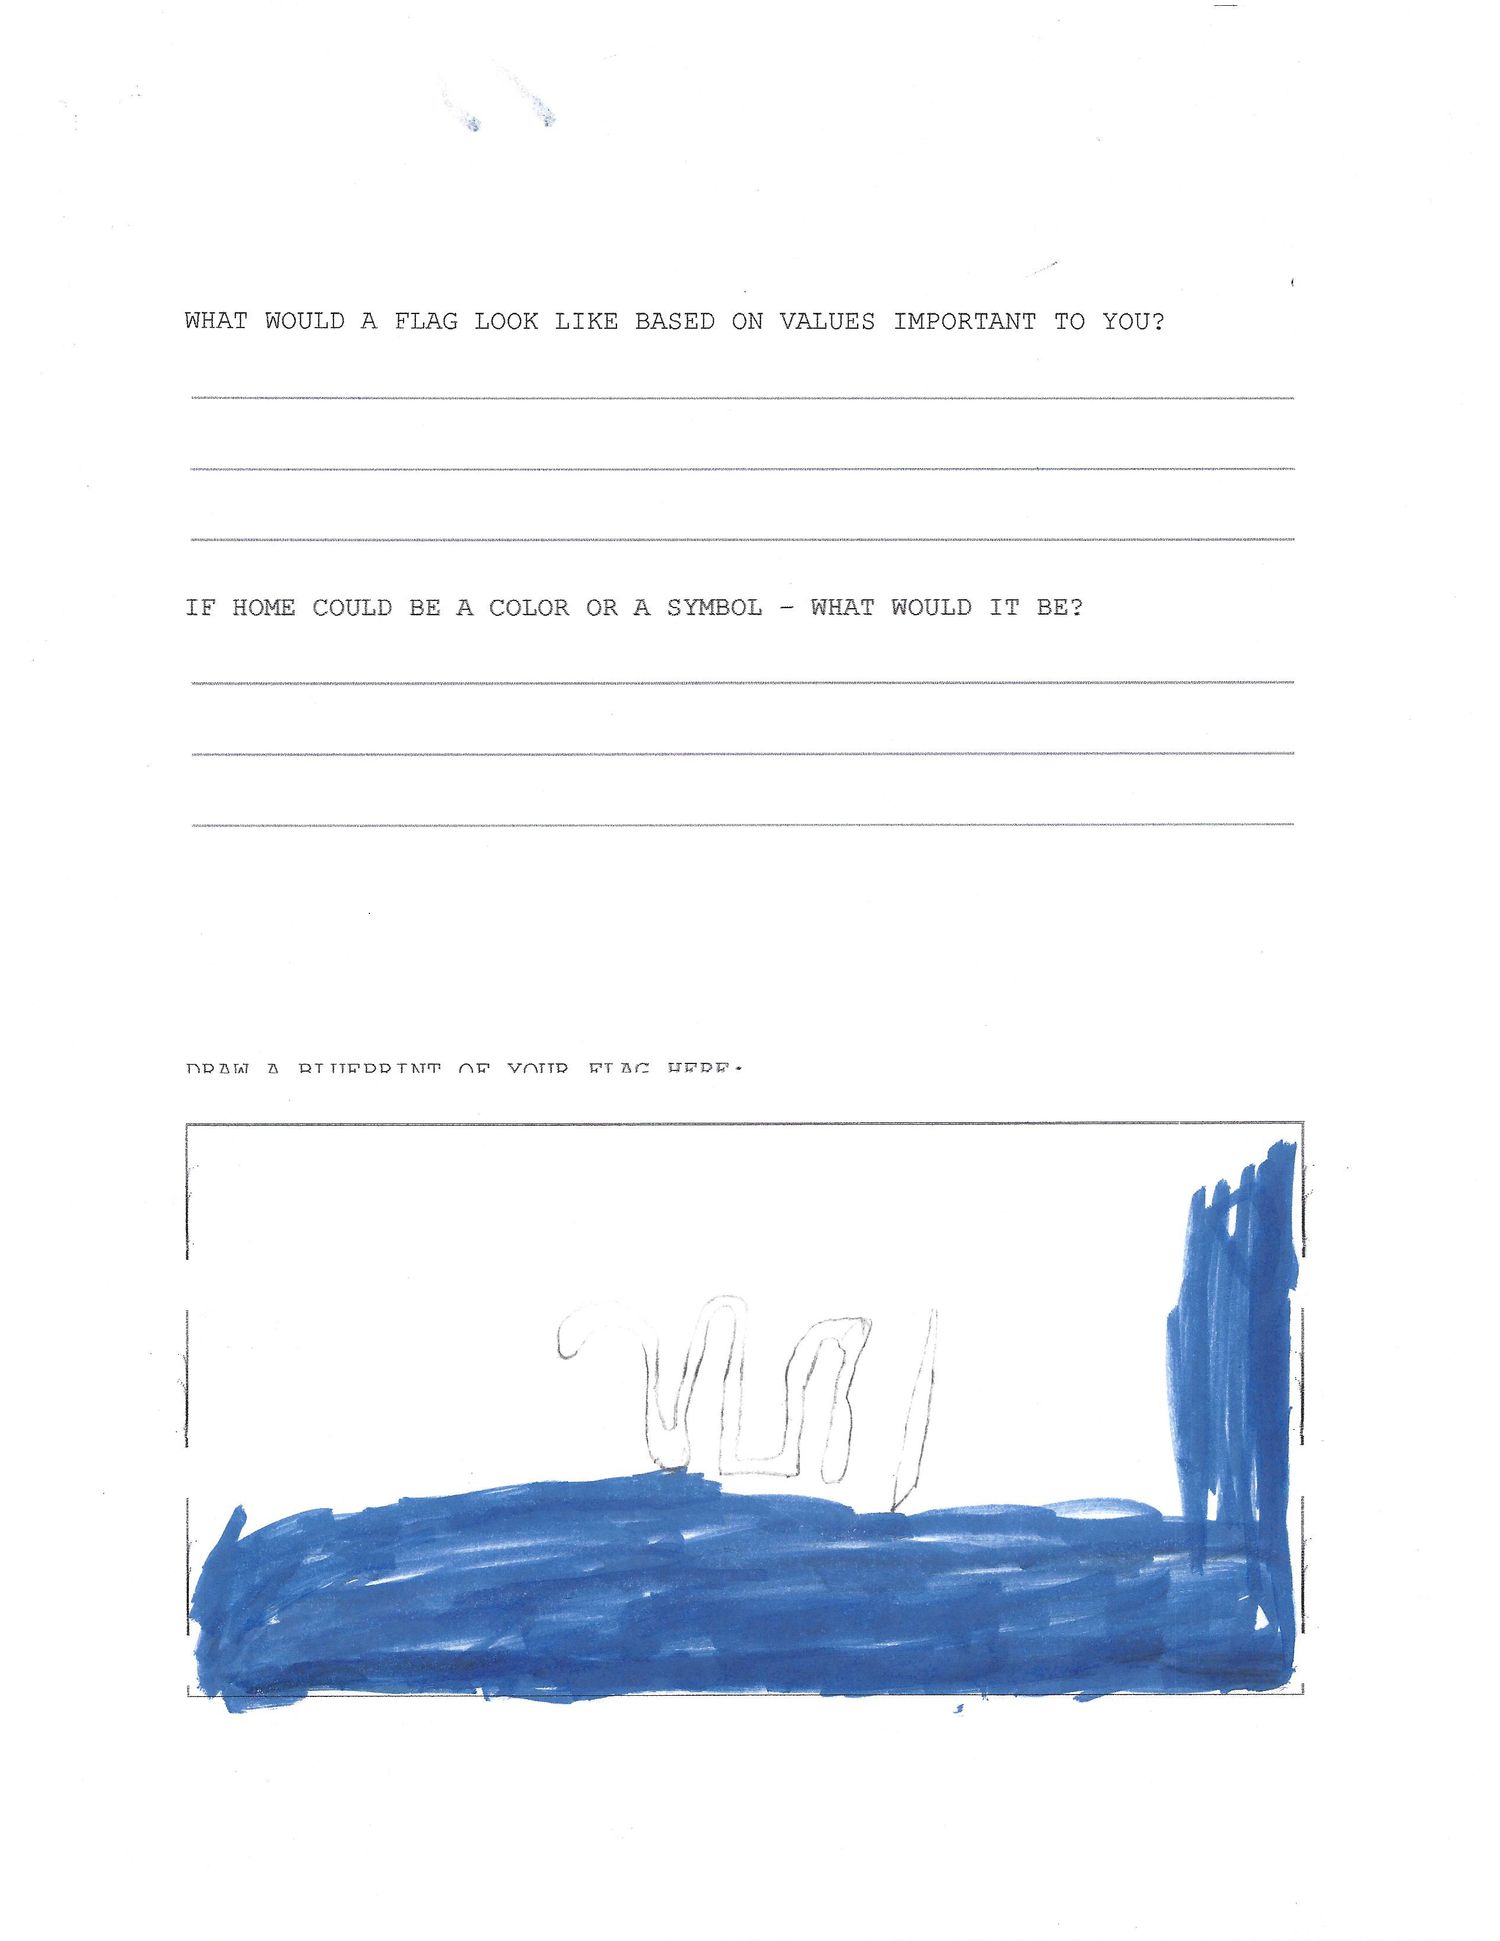 WHAT WOULD A FLAG LOOK LIKE BASED ON VALUES IMPORTANT TO YOU?
IF HOME COULD BE A COLOR OR A SYMBOL - WHAT WOULD IT BE?
DRAW A BLUEPRINT OF YOUR FLAG HERE: